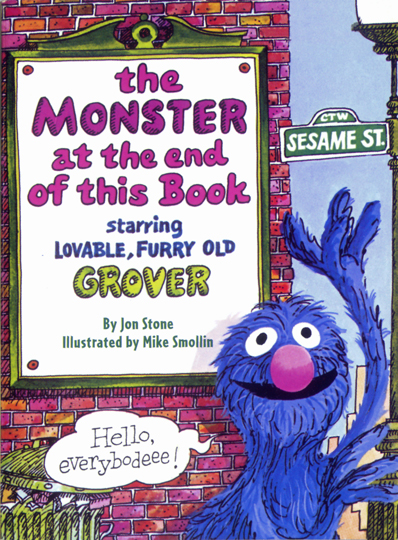 the
MONSTER
at the end
of this Book
starring
LOVABLE, FURRY OLD
GROVER
By Jon Stone
Illustrated by Mike Smollin
CTW
SESAME ST.
Hello,
everybodeee!